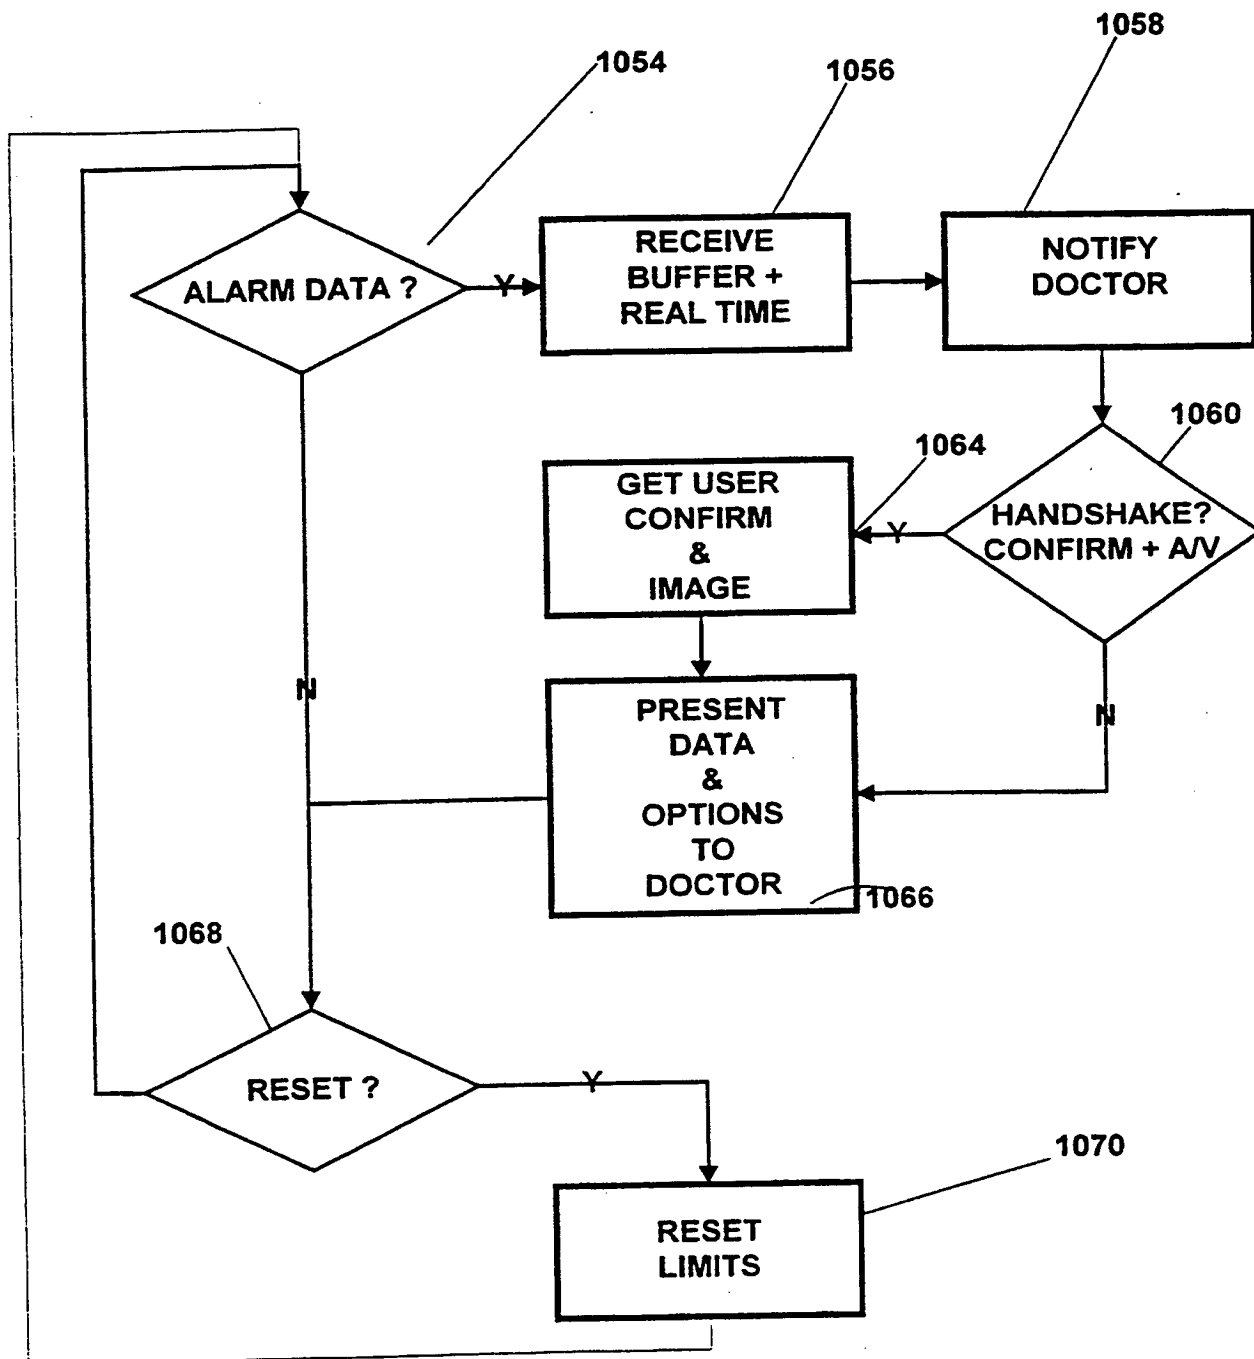 1058
1054
1056
ALARM DATA ?
Y
RECEIVE
BUFFER +
REAL TIME
NOTIFY
DOCTOR
1060
1064
GET USER
CONFIRM
&
IMAGE
Y
HANDSHAKE?
CONFIRM + A/V
N
N
PRESENT
DATA
&
OPTIONS
TO
DOCTOR
1066
1068
RESET ?
Y
1070
RESET
LIMITS